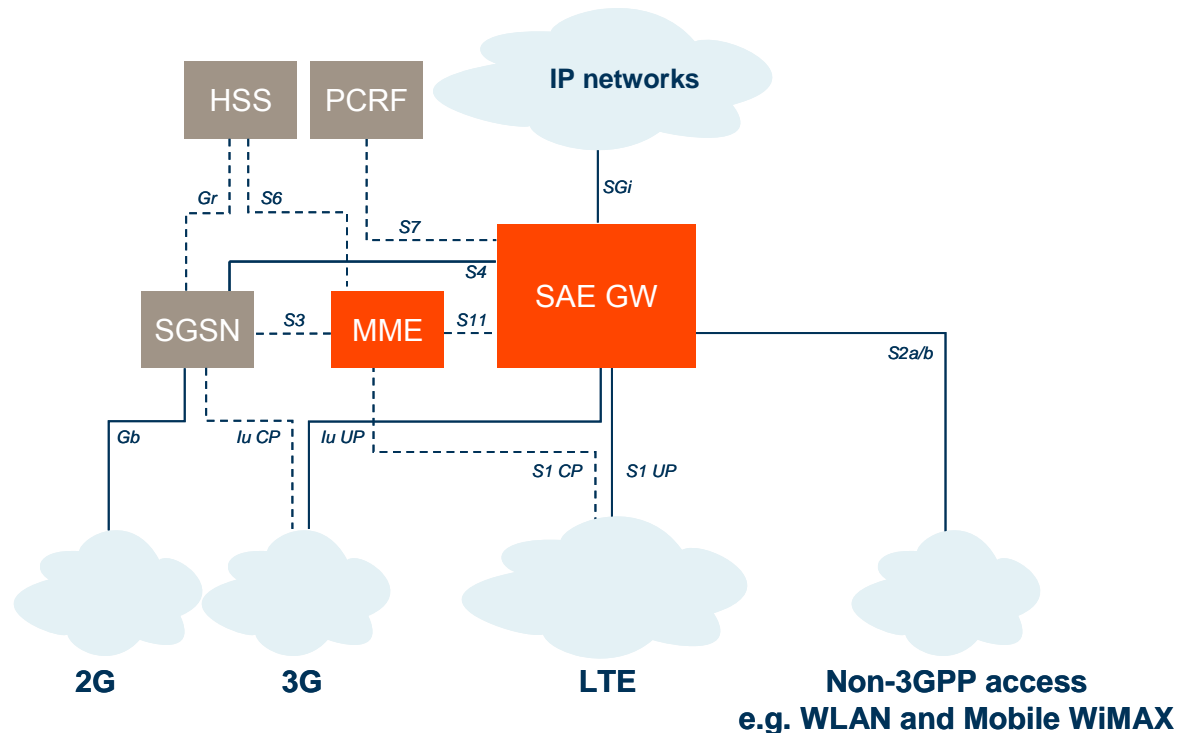 IP networks
HSS
PCRF
SGi
Gr
S6
S7
S4
SAE GW
SGSN
S3
MME
S11
S2a/b
Gb
Iu CP
Iu UP
S1 CP
S1 UP
2G
3G
LTE
Non-3GPP access
e.g. WLAN and Mobile WiMAX